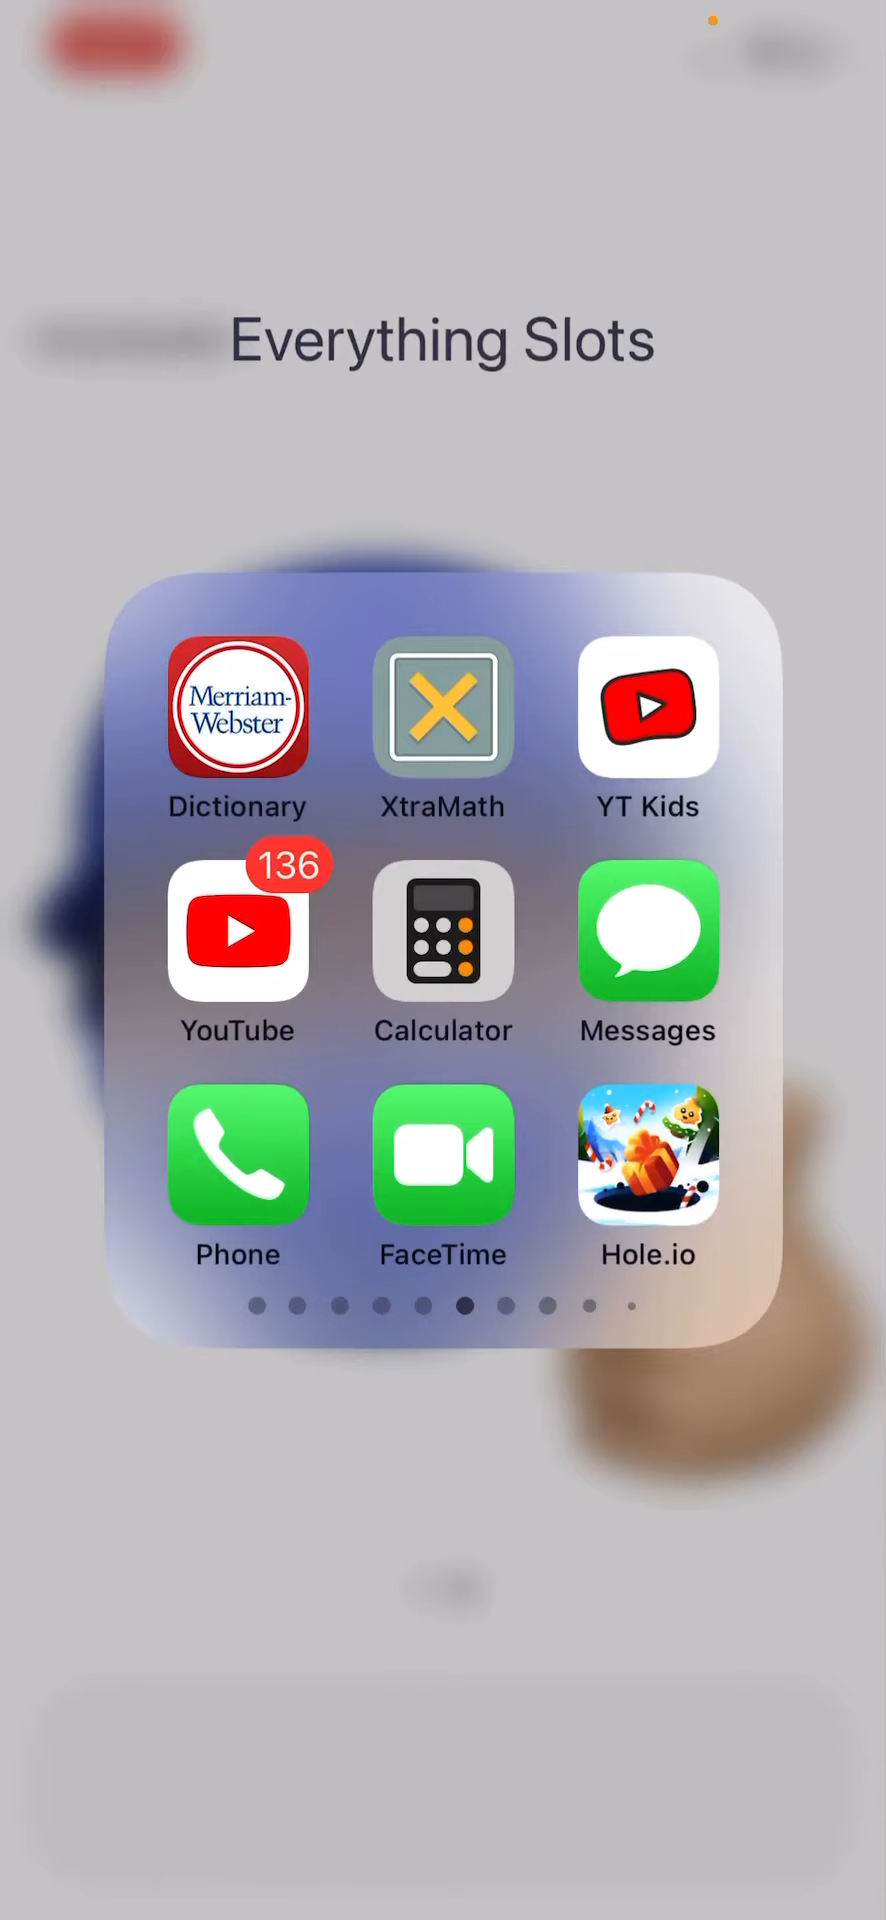 Everything Slots
Merriam-
Webster
Dictionary
XtraMath
YT Kids
136
YouTube
Calculator
Messages
Phone
FaceTime
Hole.io